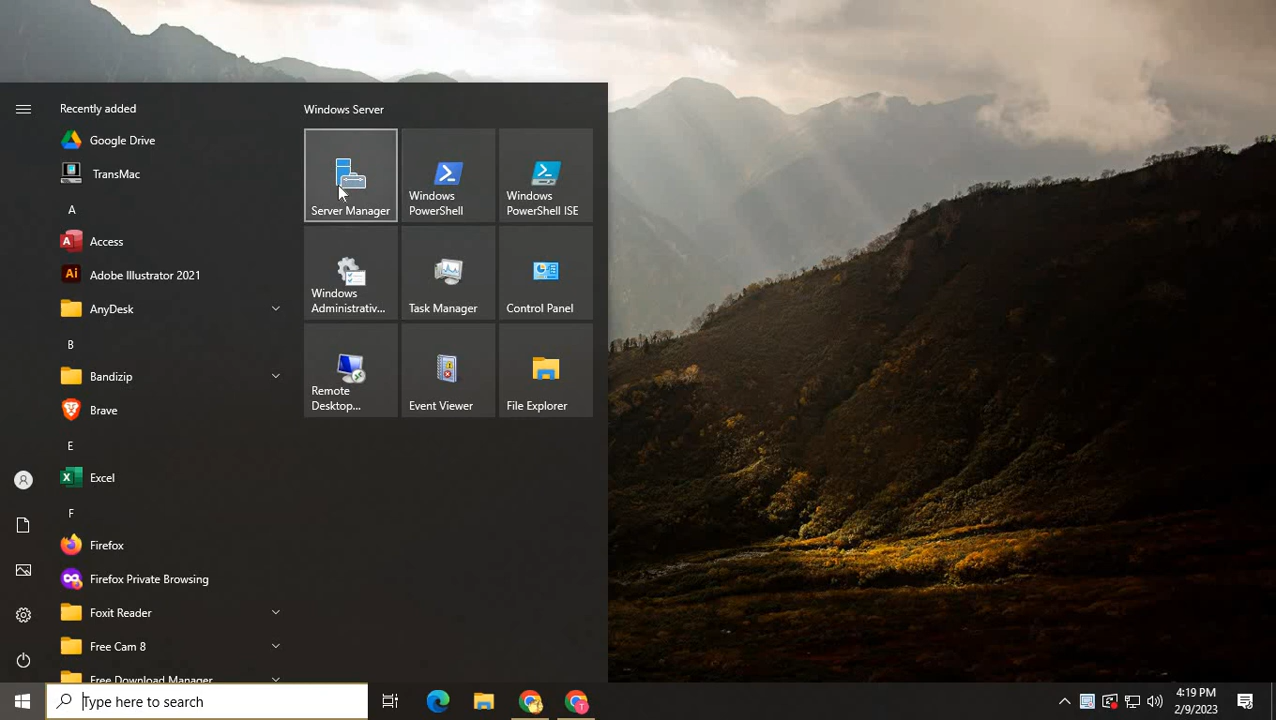 Recently added
Google Drive
TransMac
A
Access
Adobe Illustrator 2021
AnyDesk
B
Bandizip
Brave
E
Excel
F
Firefox
Firefox Private Browsing
Foxit Reader
Free Cam 8
Free Download Manager
Windows Server
Server Manager
Windows
PowerShell
Windows
PowerShell ISE
Windows
Administrativ...
Task Manager
Control Panel
Remote
Desktop...
Event Viewer
File Explorer
Type here to search
4:19 PM
2/9/2023